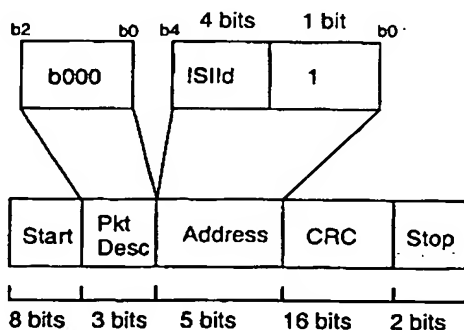 4 bits 1 bit
b2 b0 b4 b0
b000 ISIId 1
Start Pkt Desc Address CRC Stop
8 bits 3 bits 5 bits 16 bits 2 bits